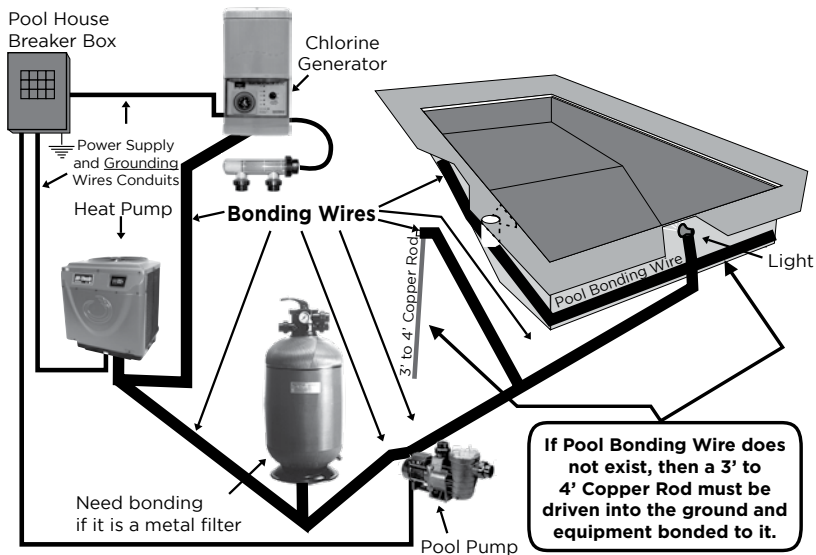 Pool House
Breaker Box
Chlorine
Generator
Power Supply
and Grounding
Wires Conduits
Heat Pump
Bonding Wires
3' to 4' Copper Rod
Pool Bonding Wire
Light
Need bonding
if it is a metal filter
Pool Pump
If Pool Bonding Wire does
not exist, then a 3' to
4' Copper Rod must be
driven into the ground and
equipment bonded to it.